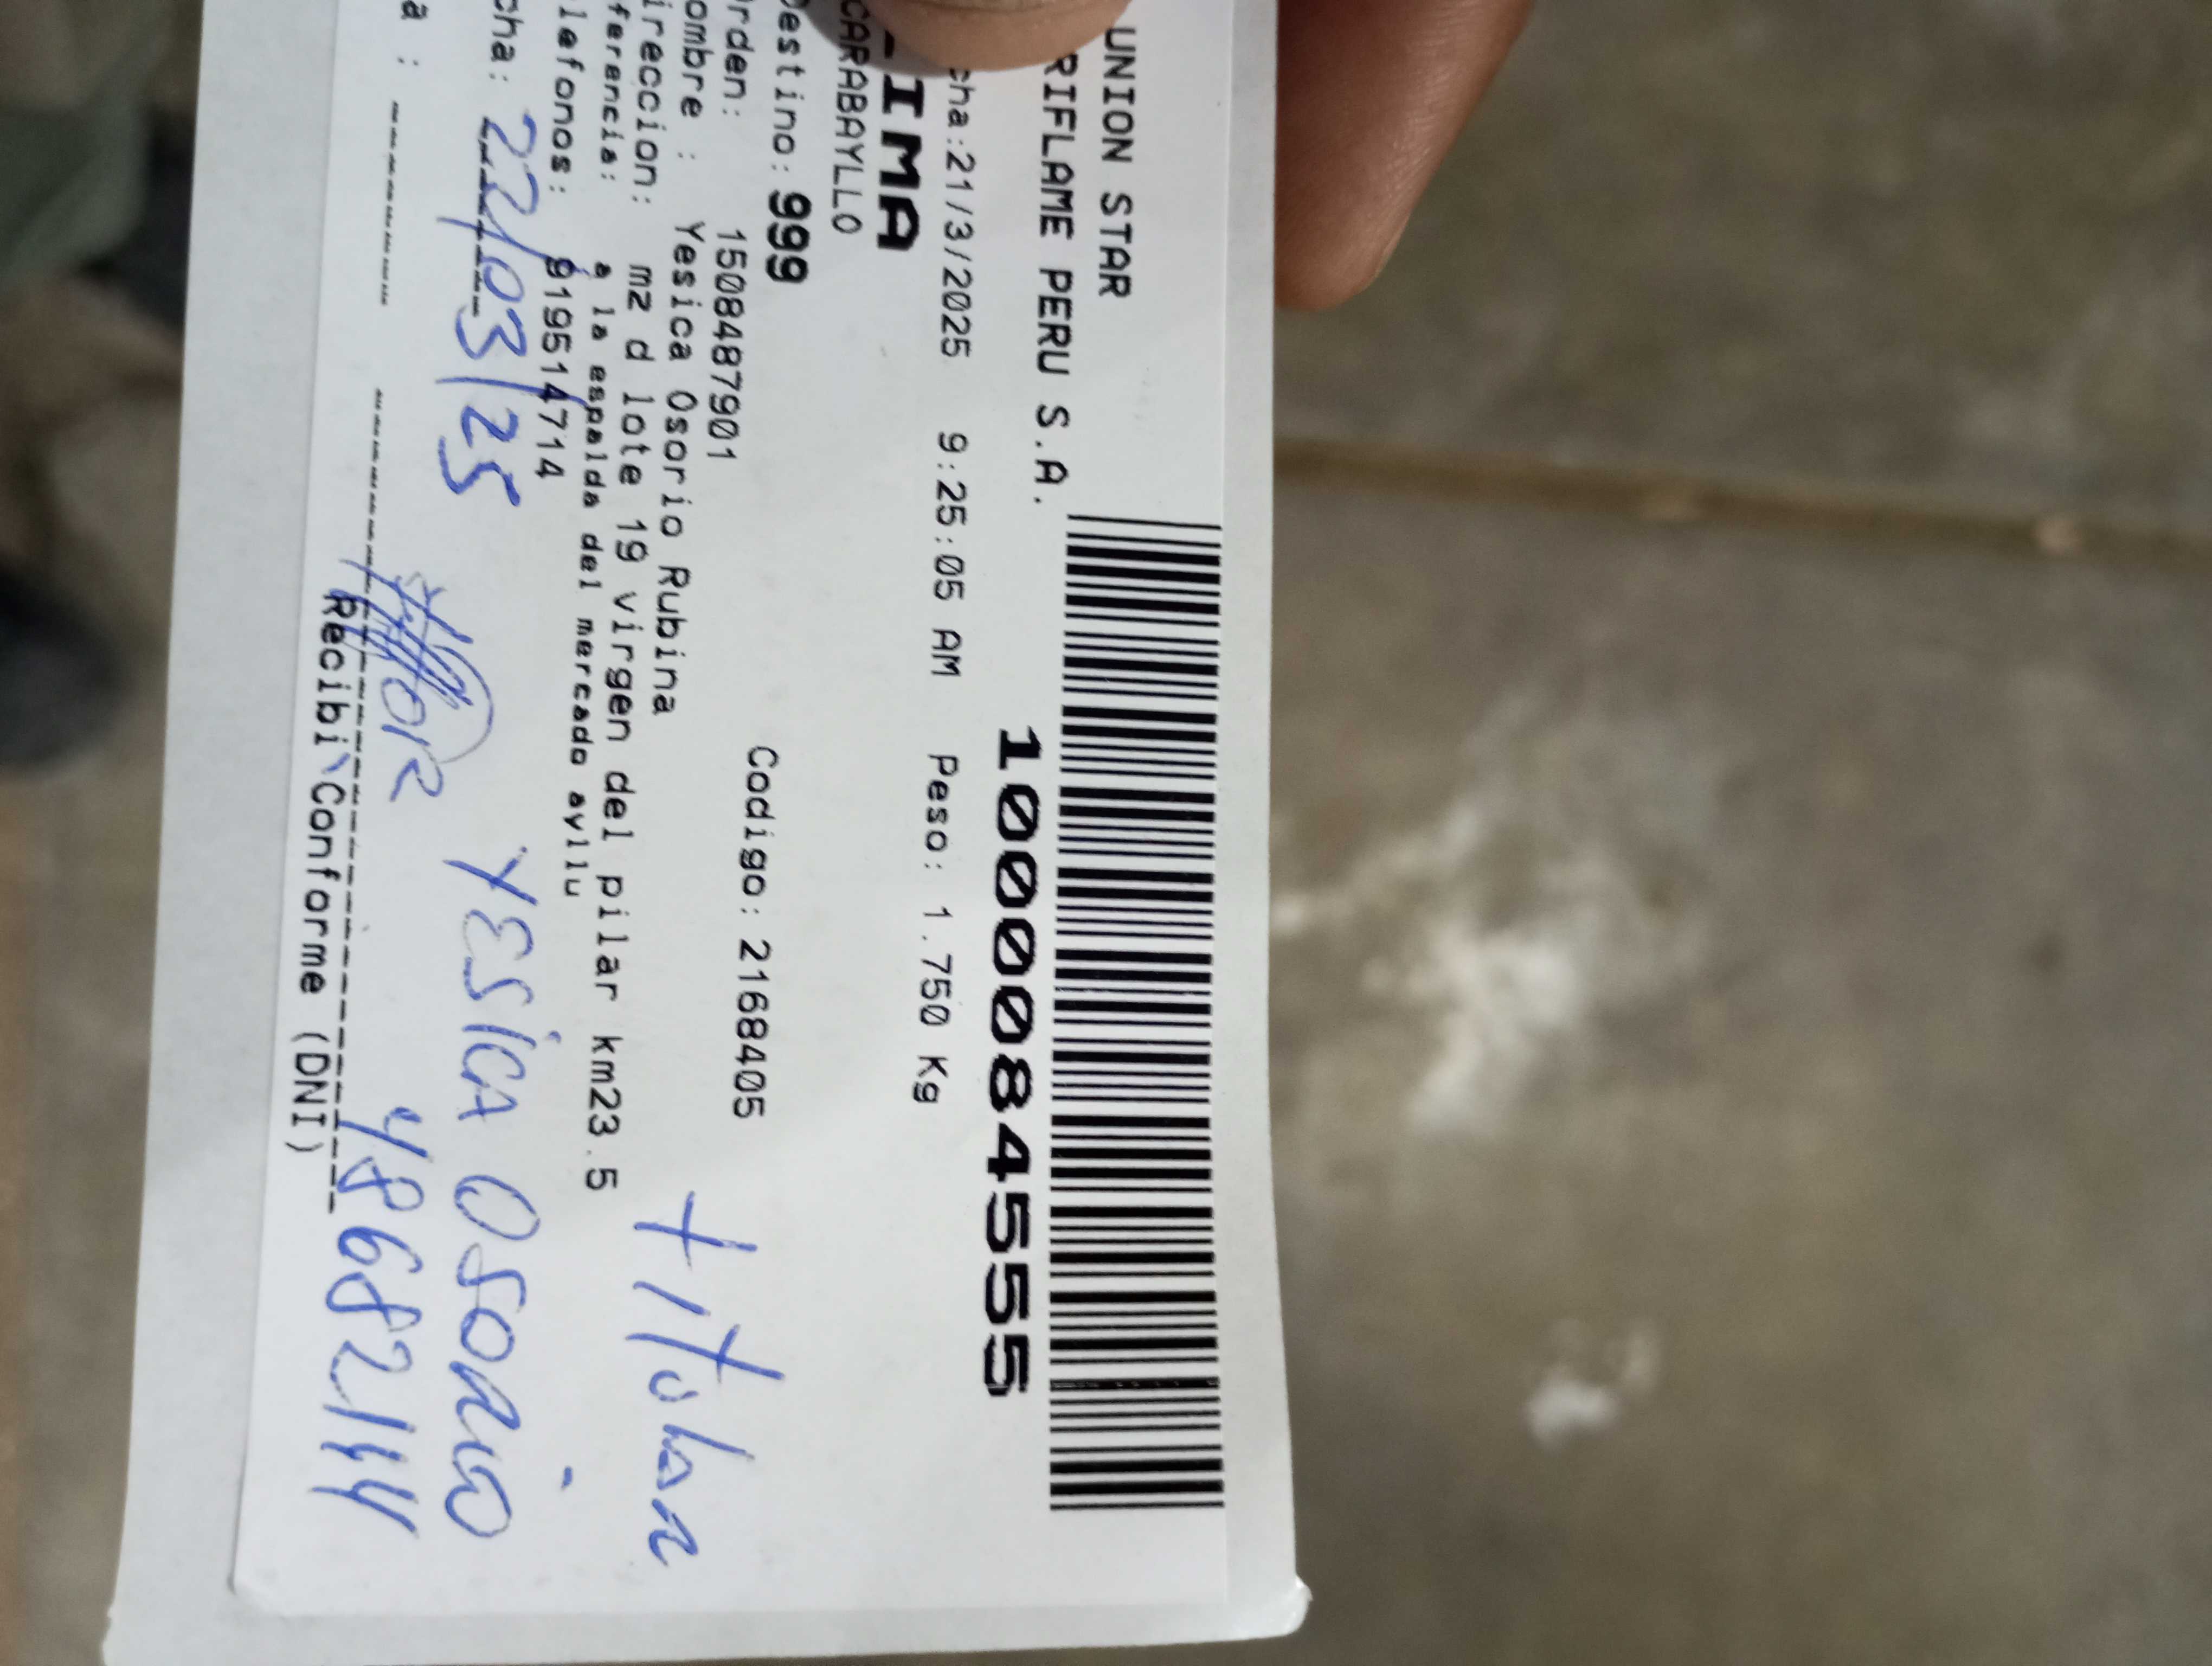 UNION STAR
RIFLAME PERU S.A.
1000084555
cha:21/3/2025 9:25:05 AM Peso: 1.750 Kg
LIMA
CARABAYLLO
Destino: 999
rden: 15084487901 Codigo: 2168405
ombre : Yesica Osorio Rubina
ireccion: mz d lote 19 virgen del pilar km23.5
ferencia: a la espalda del mercado ayllu
lefonos: 919514714
titular
cha: 22/03/25 YESICA OSORIO
a : 48682144
Recibi Conforme (DNI)